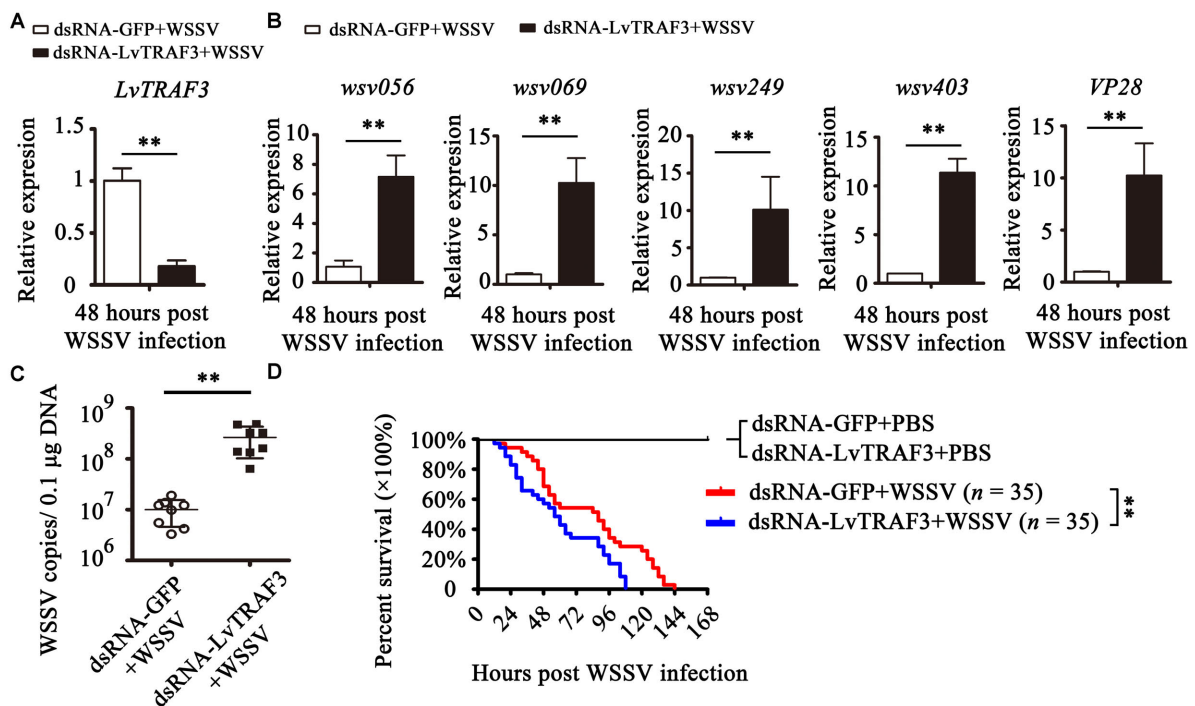 A
dsRNA-GFP+WSSV
dsRNA-LvTRAF3+WSSV
LvTRAF3
Relative expresion
1.5
**
1
0.5
0
48 hours post
WSSV infection
B
dsRNA-GFP+WSSV
dsRNA-LvTRAF3+WSSV
wsv056
Relative expresion
8
**
6
4
2
0
48 hours post
WSSV infection
wsv069
Relative expresion
15
**
10
5
0
48 hours post
WSSV infection
wsv249
Relative expresion
20
**
15
10
5
0
48 hours post
WSSV infection
wsv403
Relative expresion
15
**
10
5
0
48 hours post
WSSV infection
VP28
Relative expresion
15
**
10
5
0
48 hours post
WSSV infection
C
**
WSSV copies/ 0.1 μg DNA
10⁹
10⁸
10⁷
10⁶
dsRNA-GFP
+WSSV
dsRNA-LvTRAF3
+WSSV
D
Percent survival (×100%)
100%
80%
60%
40%
20%
0
0 24 48 72 96 120 144 168
Hours post WSSV infection
dsRNA-GFP+PBS
dsRNA-LvTRAF3+PBS
dsRNA-GFP+WSSV (n = 35)
dsRNA-LvTRAF3+WSSV (n = 35)
**